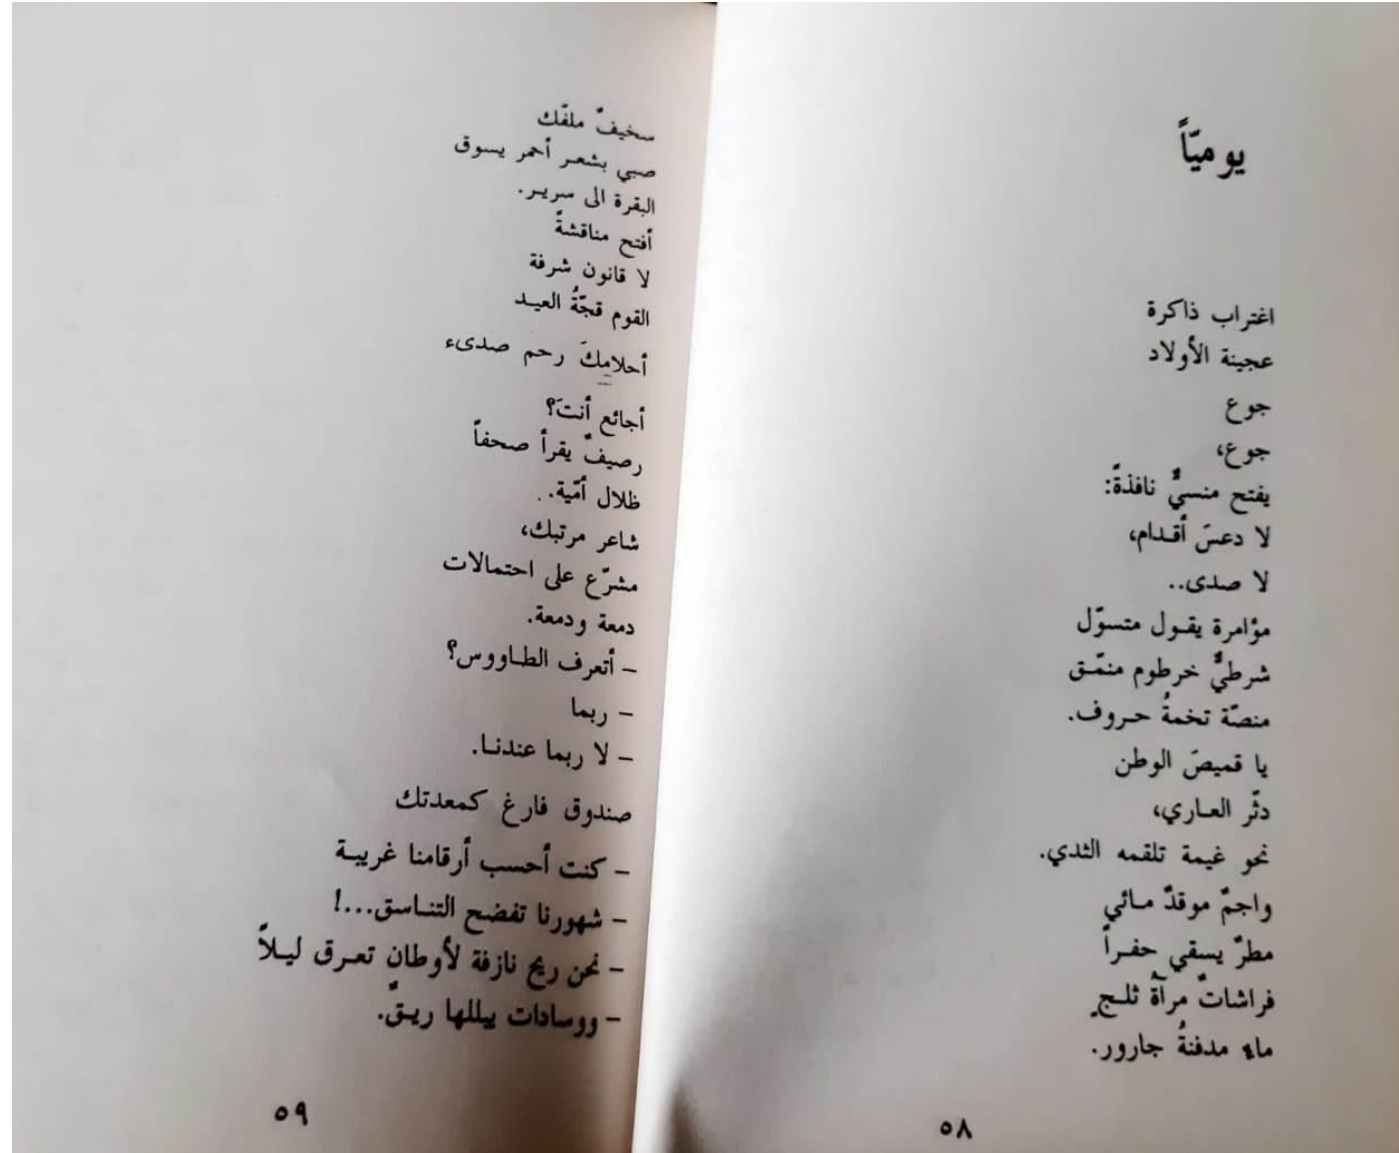 يوميّاً
اغتراب ذاكرة
عجينة الأولاد
جوع
جوع،
يفتح منسيٌّ نافذةً:
لا دعسَ أقدام،
لا صدى..
مؤامرة يقول متسوّل
شرطيٌّ خرطوم منمّق
منصّة تخمةُ حروف.
يا قميصَ الوطن
دثّر العاري،
نحو غيمة تلقمه الثدي.
واجمٌ موقدٌ مائي
مطرٌ يسقي حفراً
فراشاتٌ مرآة ثلجٍ
ماء مدفنةُ جارور.
٥٨
سخيفٌ ملفّك
صبي بشعر أحمر يسوق
البقرة الى سرير.
أفتح مناقشةً
لا قانون شرفة
القوم قجّةُ العيد
أحلامِكَ رحم صدىء
أجائع أنتَ؟
رصيفٌ يقرأ صحفاً
ظلال أمّية.
شاعر مرتبك،
مشرّع على احتمالات
دمعة ودمعة.
– أتعرف الطاووس؟
– ربما
– لا ربما عندنا.
صندوق فارغ كمعدتك
– كنت أحسب أرقامنا غريبة
– شهورنا تفضح التناسق...!
– نحن ريح نازفة لأوطانٍ تعرق ليلاً
– ووسادات يبللها ريقٌ.
٥٩